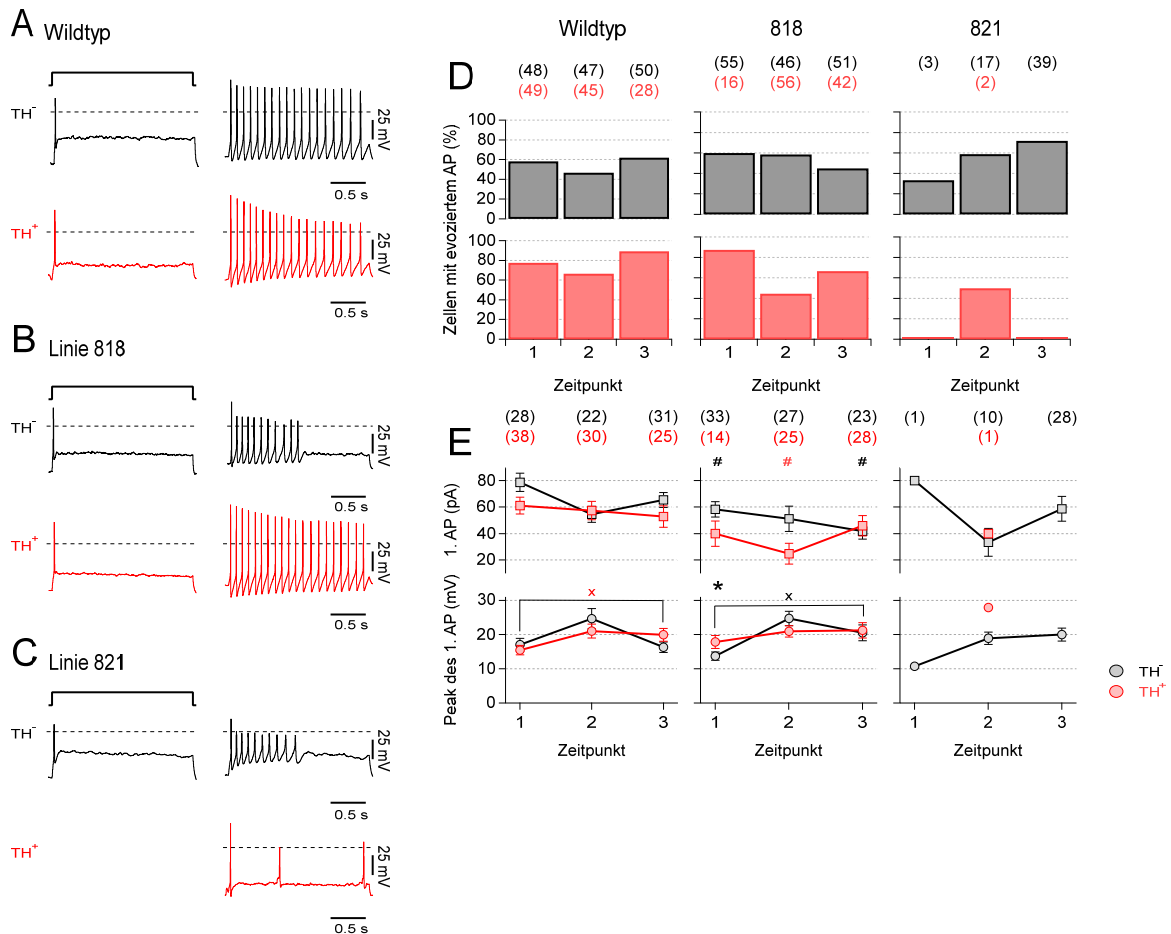 A Wildtyp
TH⁻
25 mV
0.5 s
TH⁺
25 mV
0.5 s
B Linie 818
TH⁻
25 mV
0.5 s
TH⁺
25 mV
0.5 s
C Linie 821
TH⁻
25 mV
0.5 s
TH⁺
25 mV
0.5 s
Wildtyp 818 821
D
(48) (47) (50) (55) (46) (51) (3) (17) (39)
(49) (45) (28) (16) (56) (42) (2)
Zellen mit evoziertem AP (%)
100
80
60
40
20
0
100
80
60
40
20
0
1 2 3 1 2 3 1 2 3
Zeitpunkt Zeitpunkt Zeitpunkt
E
(28) (22) (31) (33) (27) (23) (1) (10) (28)
(38) (30) (25) (14) (25) (28) (1)
# # #
1. AP (pA)
80
60
40
20
Peak des 1. AP (mV)
30
20
10
0
x * x
1 2 3 1 2 3 1 2 3
Zeitpunkt Zeitpunkt Zeitpunkt
TH⁻
TH⁺